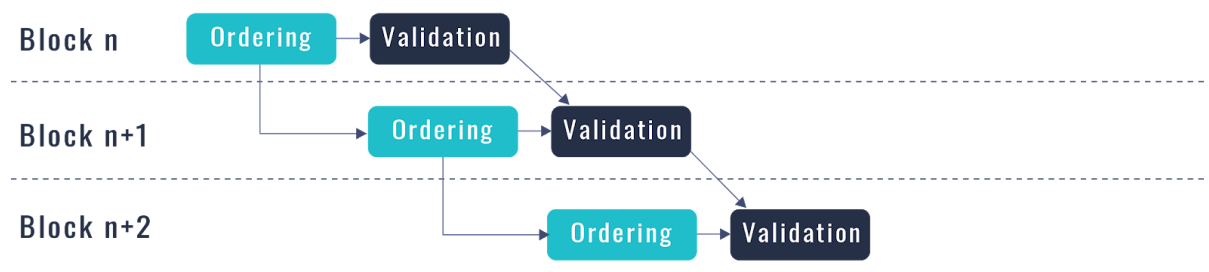 Block n
Ordering
Validation
Block n+1
Ordering
Validation
Block n+2
Ordering
Validation